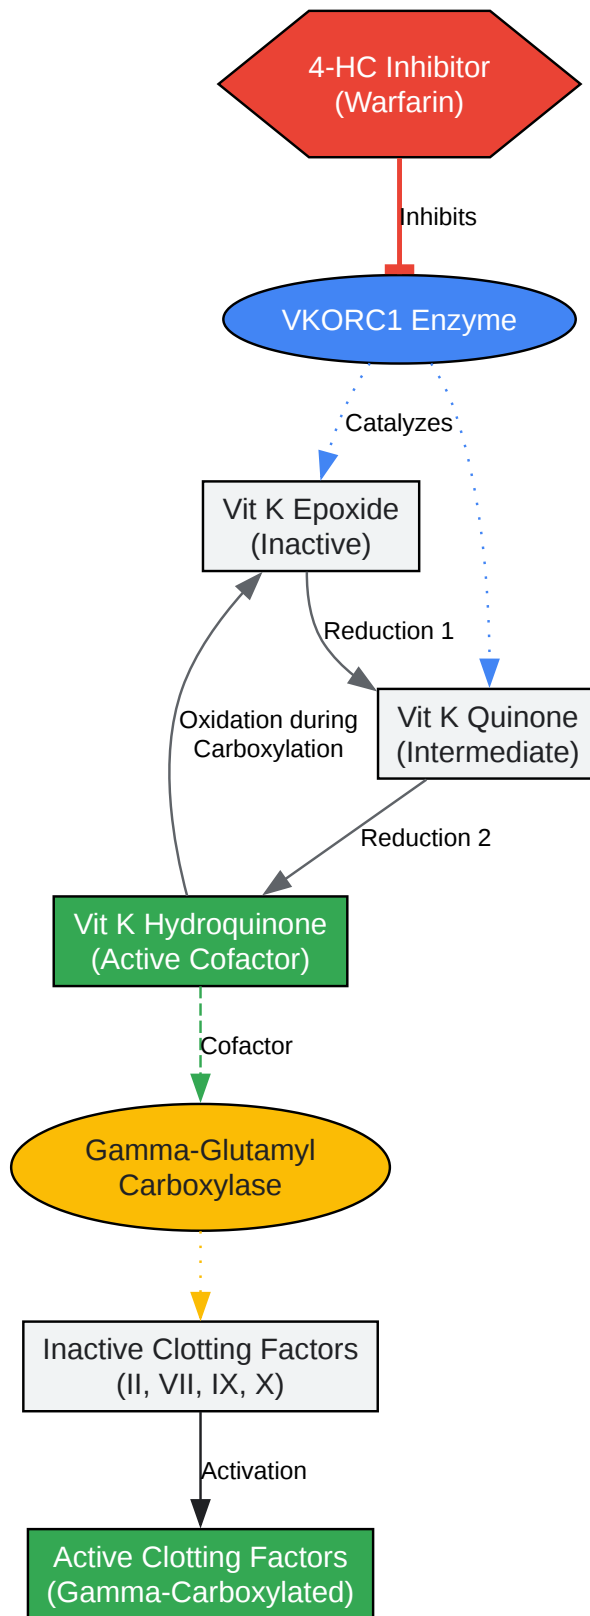 4-HC Inhibitor
(Warfarin)
Inhibits
VKORC1 Enzyme
Catalyzes
Vit K Epoxide
(Inactive)
Reduction 1
Oxidation during
Carboxylation
Vit K Quinone
(Intermediate)
Reduction 2
Vit K Hydroquinone
(Active Cofactor)
Cofactor
Gamma-Glutamyl
Carboxylase
Inactive Clotting Factors
(II, VII, IX, X)
Activation
Active Clotting Factors
(Gamma-Carboxylated)